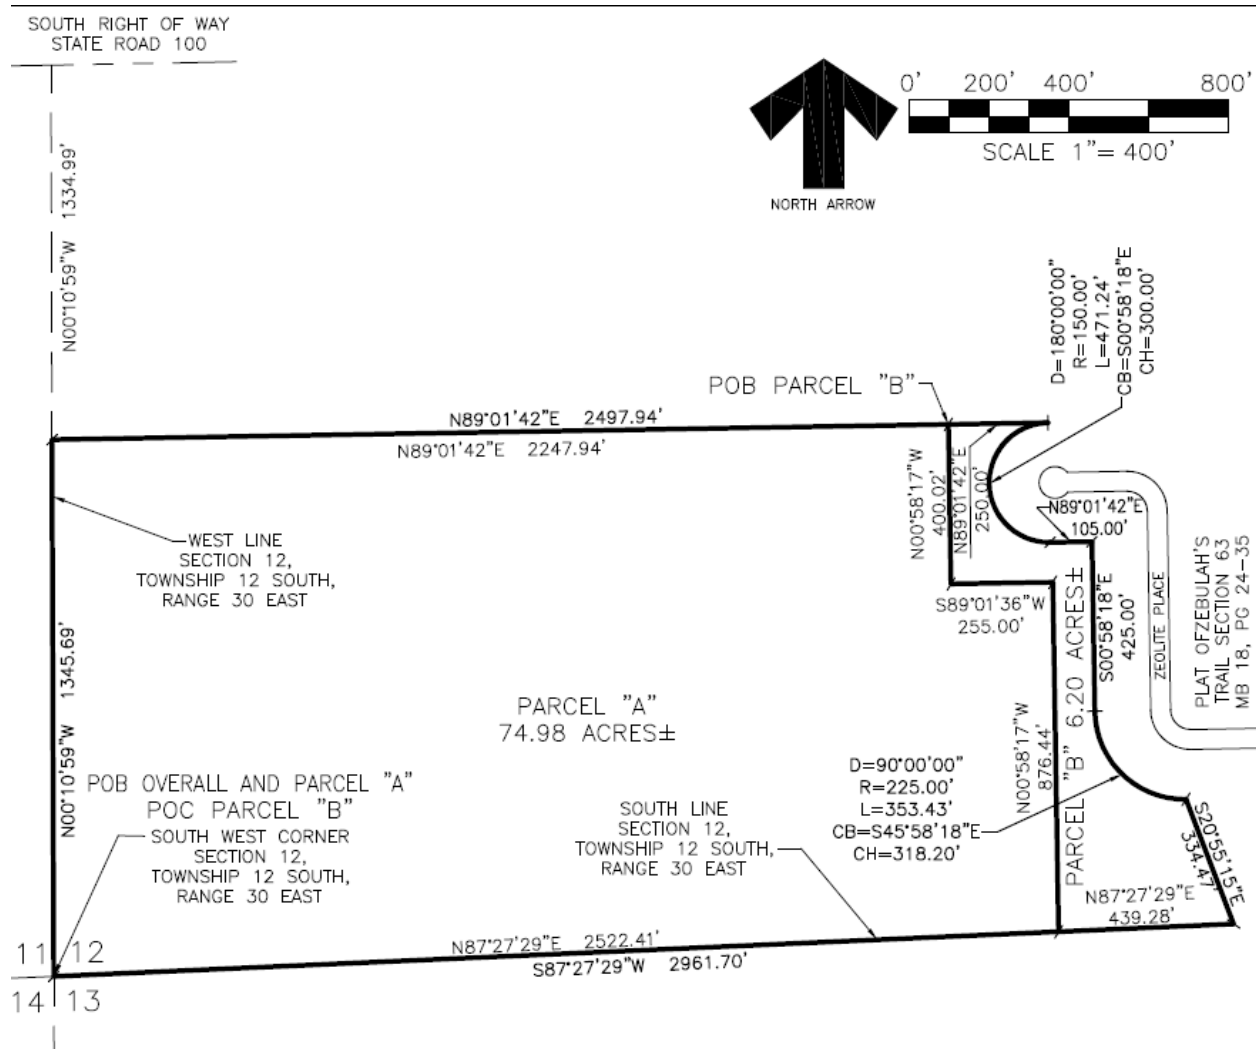 SOUTH RIGHT OF WAY
STATE ROAD 100
0' 200' 400' 800'
SCALE 1"= 400'
NORTH ARROW
N00°10'59"W 1334.99'
D=180°00'00"
R=150.00'
L=471.24'
CB=S00°58'18"E
CH=300.00'
POB PARCEL "B"
N89°01'42"E 2497.94'
N89°01'42"E 2247.94'
N00°58'17"W
400.02'
N89°01'42"E
250.00'
N89°01'42"E
105.00'
WEST LINE
SECTION 12,
TOWNSHIP 12 SOUTH,
RANGE 30 EAST
S89°01'36"W
255.00'
S00°58'18"E
425.00'
ZEOLITE PLACE
PLAT OFZEBULAH'S
TRAIL SECTION 63
MB 18, PG 24-35
N00°10'59"W 1345.69'
PARCEL "A"
74.98 ACRES±
N00°58'17"W
876.44'
PARCEL "B" 6.20 ACRES±
POB OVERALL AND PARCEL "A"
POC PARCEL "B"
SOUTH WEST CORNER
SECTION 12,
TOWNSHIP 12 SOUTH,
RANGE 30 EAST
SOUTH LINE
SECTION 12,
TOWNSHIP 12 SOUTH,
RANGE 30 EAST
D=90°00'00"
R=225.00'
L=353.43'
CB=S45°58'18"E
CH=318.20'
S20°55'15"E
334.47'
N87°27'29"E
439.28'
N87°27'29"E 2522.41'
S87°27'29"W 2961.70'
11 12
14 13